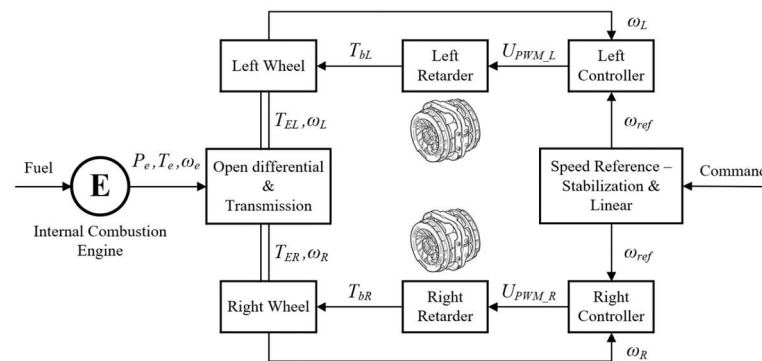 ω_L
Left Wheel
T_bL
Left
Retarder
U_PWM_L
Left
Controller
T_EL, ω_L
ω_ref
Fuel
E
P_e, T_e, ω_e
Open differential
&
Transmission
Speed Reference –
Stabilization &
Linear
Command
Internal Combustion
Engine
T_ER, ω_R
ω_ref
Right Wheel
T_bR
Right
Retarder
U_PWM_R
Right
Controller
ω_R